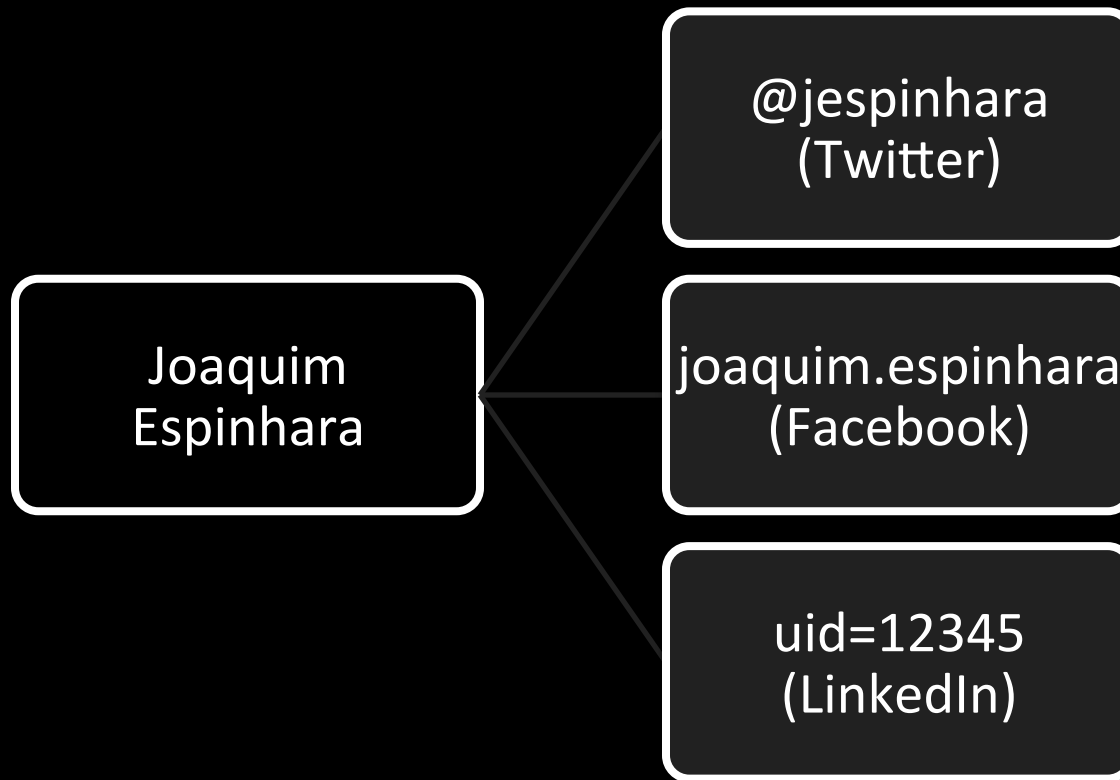 Joaquim
Espinhara
@jespinhara
(Twitter)
joaquim.espinhara
(Facebook)
uid=12345
(LinkedIn)